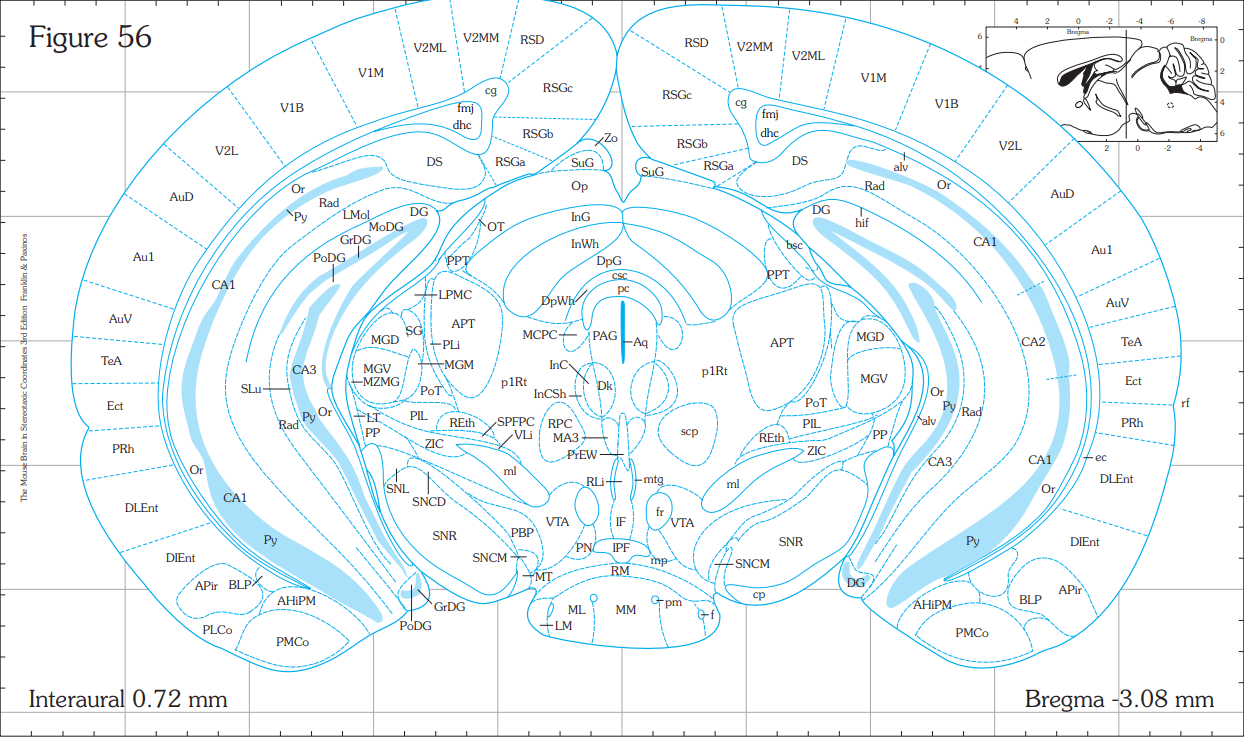 Figure 56
4 2 0 -2 -4 -6 -8
Bregma
6
Bregma 0
2
4
6
2 0 -2 -4
V2ML V2MM RSD RSD V2MM V2ML
V1M V1M
cg RSGc RSGc cg
V1B fmj fmj V1B
dhc RSGb Zo RSGb dhc
V2L V2L
DS RSGa SuG SuG RSGa DS alv
AuD Or Op Rad Or AuD
Py Rad LMol DG InG DG hif
MoDG OT
GrDG InWh bsc CA1
Au1 PoDG PPT DpG PPT Au1
csc
CA1 pc
LPMC DpWh AuV
AuV
SG APT MCPC PAG Aq APT MGD CA2 TeA
MGD PLi
TeA MGM InC
CA3 MGV p1Rt p1Rt MGV Ect
MZMG Dk
SLu PoT InCSh Or
Ect PoT Py rf
Or LT PIL REth SPFPC RPC PIL alv Rad
Rad Py PP VLi MA3 scp REth PP PRh
PRh ZIC PrEW ZIC
CA3 CA1 ec
Or ml RLi mtg ml DLEnt
SNL Or
CA1 SNCD
DLEnt VTA IF fr VTA
SNR PBP SNR
Py PN IPF Py DlEnt
DlEnt SNCM mp SNCM
RM
APir BLP MT DG APir
AHiPM cp BLP
GrDG ML MM pm AHiPM
PLCo PoDG LM f
PMCo PMCo
The Mouse Brain in Stereotaxic Coordinates 3rd Edition Franklin & Paxinos
Interaural 0.72 mm
Bregma -3.08 mm